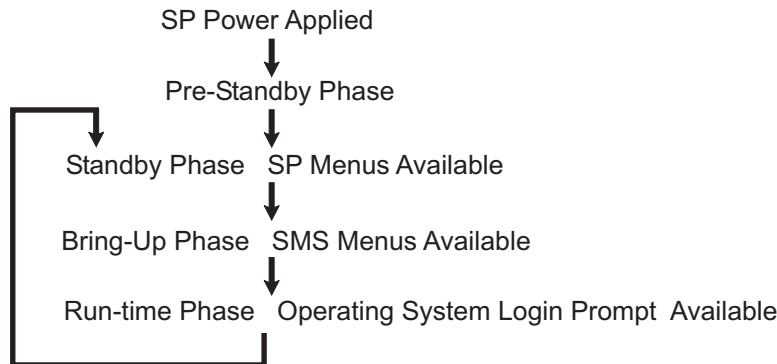 SP Power Applied
Pre-Standby Phase
Standby Phase SP Menus Available
Bring-Up Phase SMS Menus Available
Run-time Phase Operating System Login Prompt Available